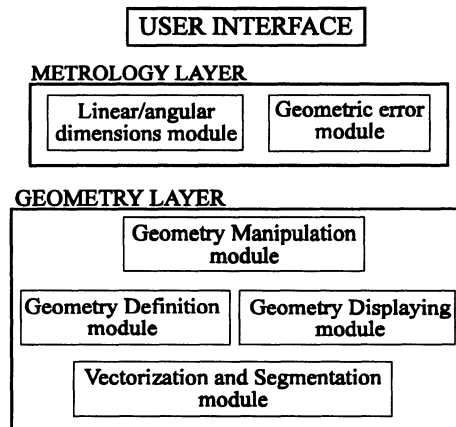 USER INTERFACE
METROLOGY LAYER
Linear/angular
dimensions module
Geometric error
module
GEOMETRY LAYER
Geometry Manipulation
module
Geometry Definition
module
Geometry Displaying
module
Vectorization and Segmentation
module